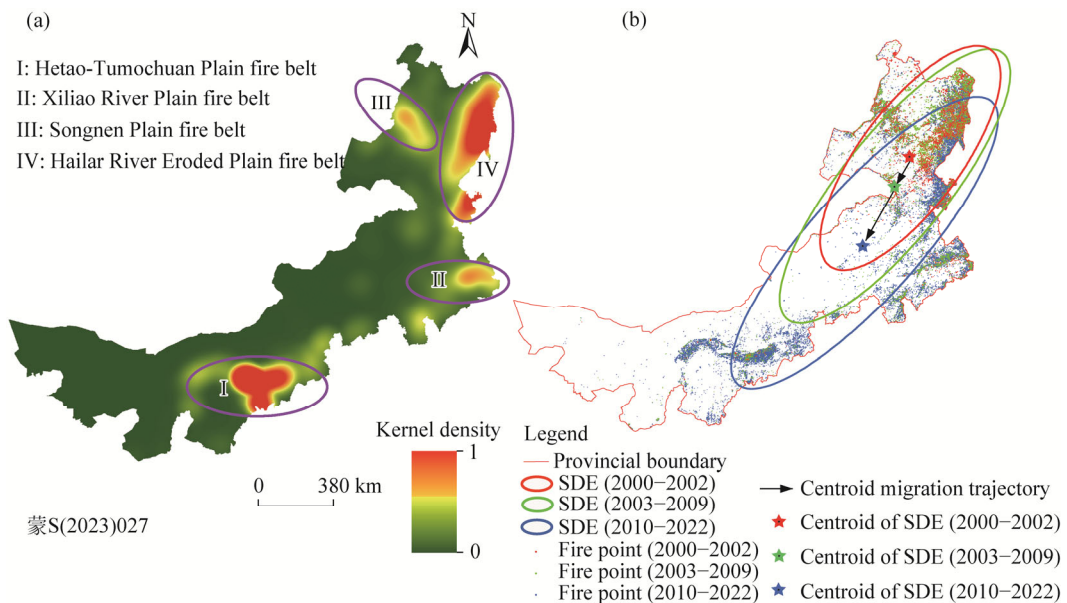 (a)
N
I: Hetao-Tumochuan Plain fire belt
II: Xiliao River Plain fire belt
III: Songnen Plain fire belt
IV: Hailar River Eroded Plain fire belt
III
IV
II
I
Kernel density
1
0
0 380 km
蒙S(2023)027
(b)
Legend
Provincial boundary
SDE (2000−2002)
SDE (2003−2009)
SDE (2010−2022)
Fire point (2000−2002)
Fire point (2003−2009)
Fire point (2010−2022)
Centroid migration trajectory
Centroid of SDE (2000−2002)
Centroid of SDE (2003−2009)
Centroid of SDE (2010−2022)